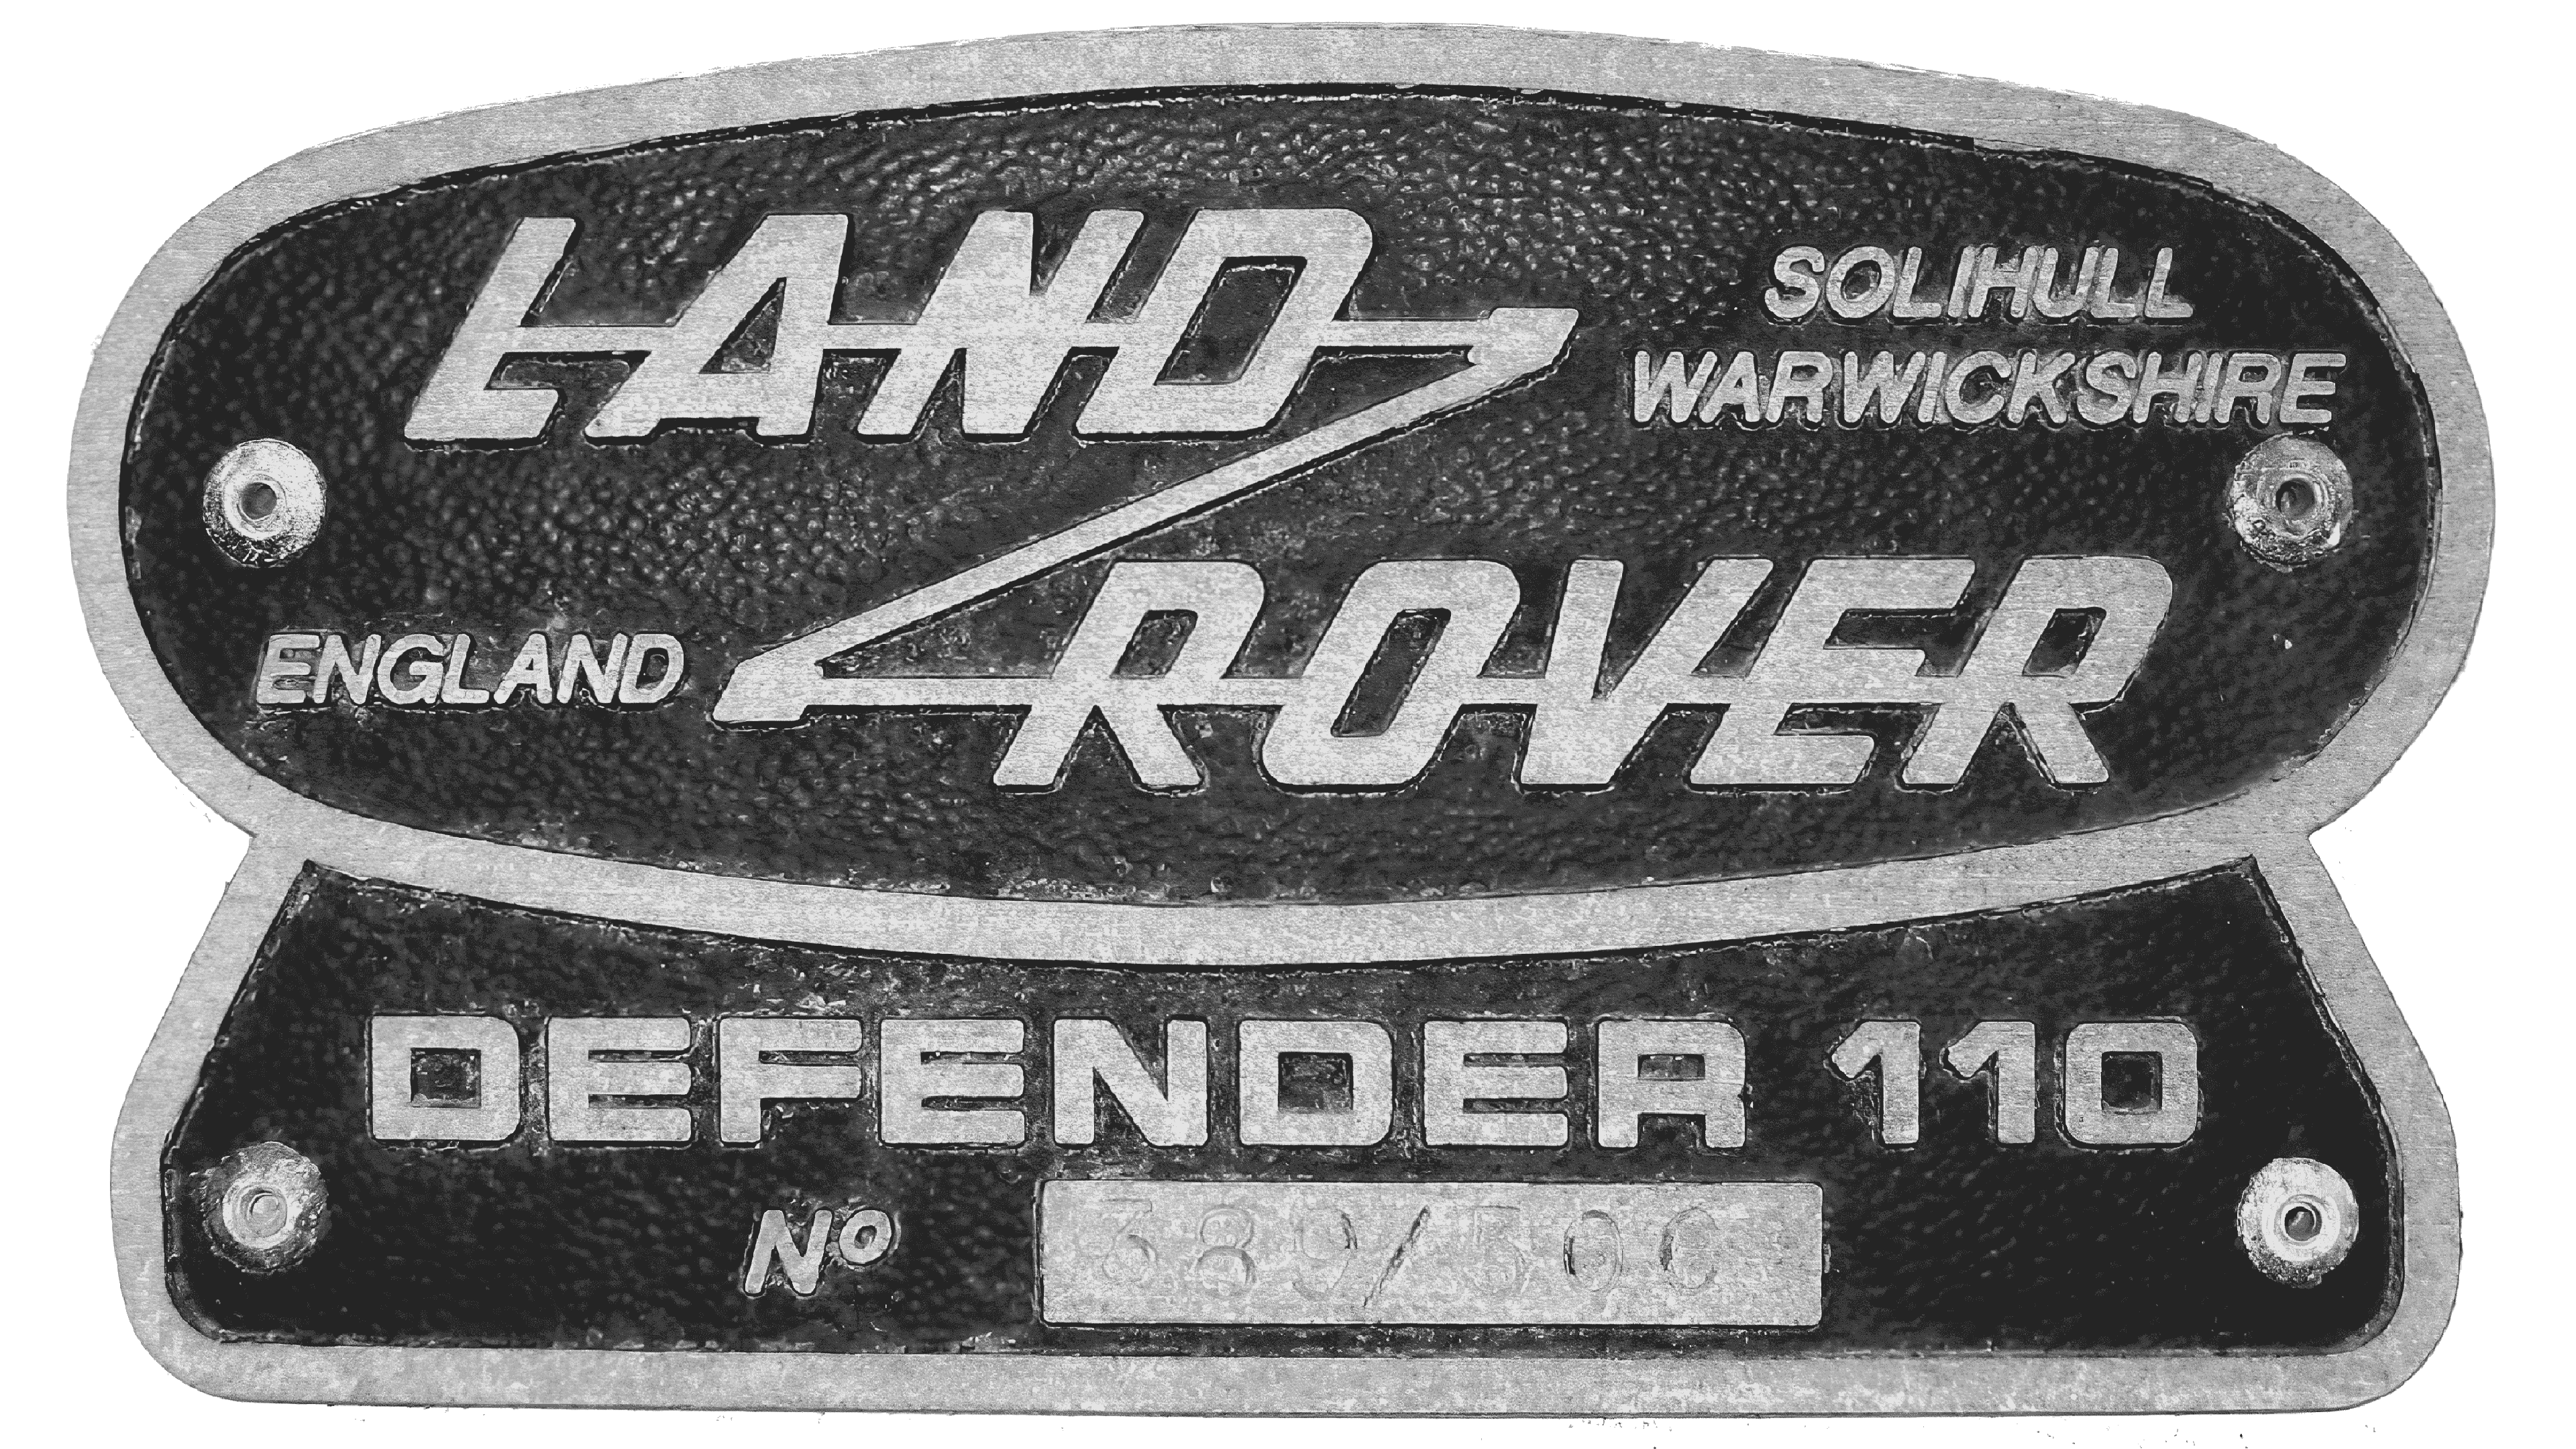 LAND
SOLIHULL
WARWICKSHIRE
ENGLAND
ROVER
DEFENDER 110
Nº 389/500